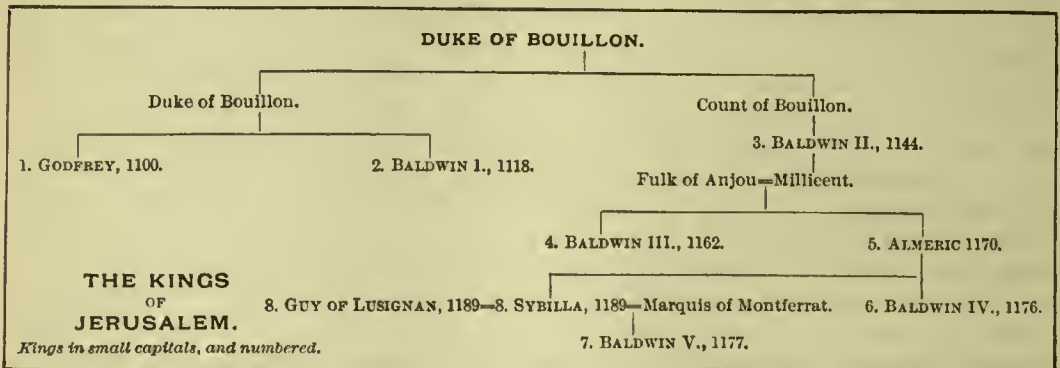 DUKE OF BOUILLON.
Duke of Bouillon. Count of Bouillon.
3. BALDWIN II., 1144.
1. GODFREY, 1100. 2. BALDWIN I., 1118.
Fulk of Anjou=Millicent.
4. BALDWIN III., 1162. 5. ALMERIC 1170.
THE KINGS
OF
JERUSALEM.
Kings in small capitals, and numbered.
8. GUY OF LUSIGNAN, 1189=8. SYBILLA, 1189=Marquis of Montferrat. 6. BALDWIN IV., 1176.
7. BALDWIN V., 1177.